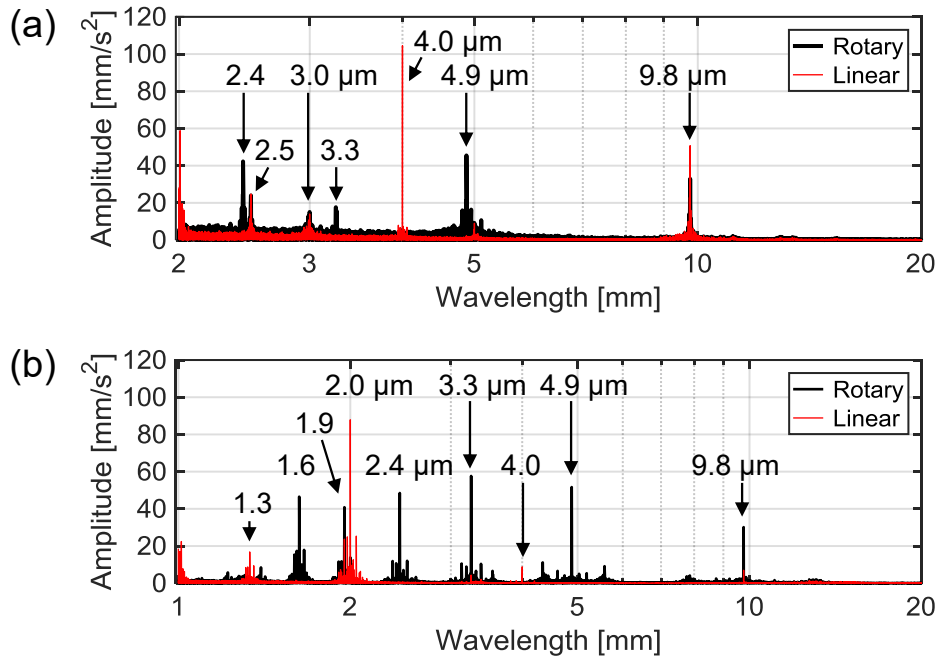 (a)
Amplitude [mm/s²]
120
100
80
60
40
20
0
2.4
3.0 µm
4.0 µm
4.9 µm
9.8 µm
2.5
3.3
Rotary
Linear
2
3
5
10
20
Wavelength [mm]
(b)
Amplitude [mm/s²]
120
100
80
60
40
20
0
2.0 µm
3.3 µm
4.9 µm
1.9
1.6
2.4 µm
4.0
9.8 µm
1.3
Rotary
Linear
1
2
5
10
20
Wavelength [mm]